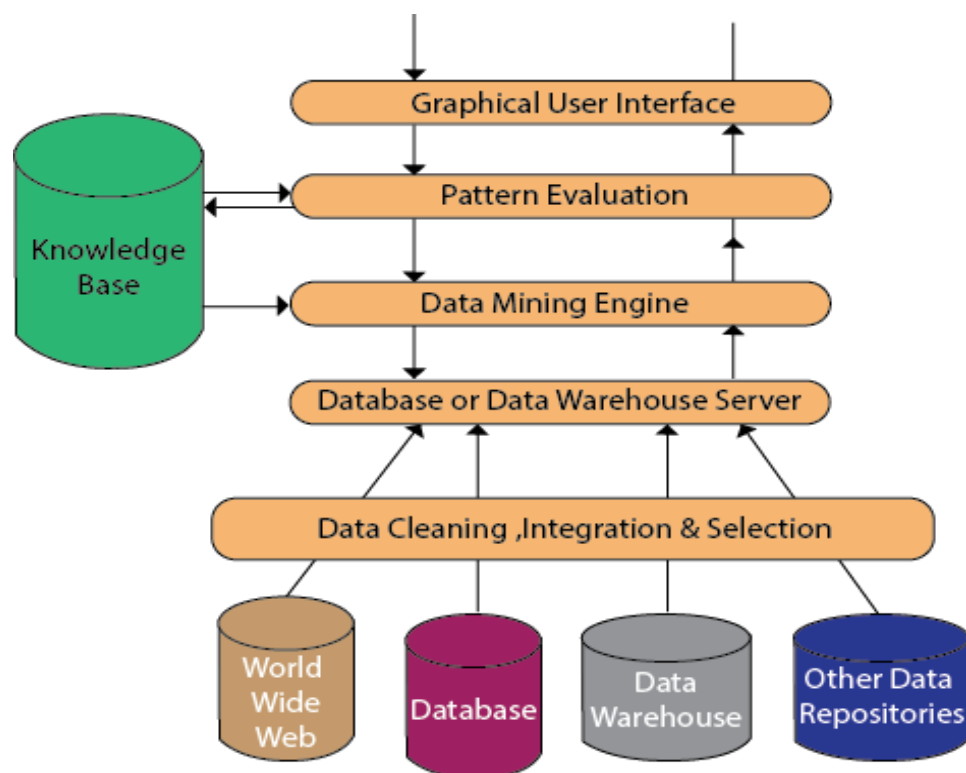 Graphical User Interface
Pattern Evaluation
Knowledge
Base
Data Mining Engine
Database or Data Warehouse Server
Data Cleaning ,Integration & Selection
World
Wide
Web
Database
Data
Warehouse
Other Data
Repositories